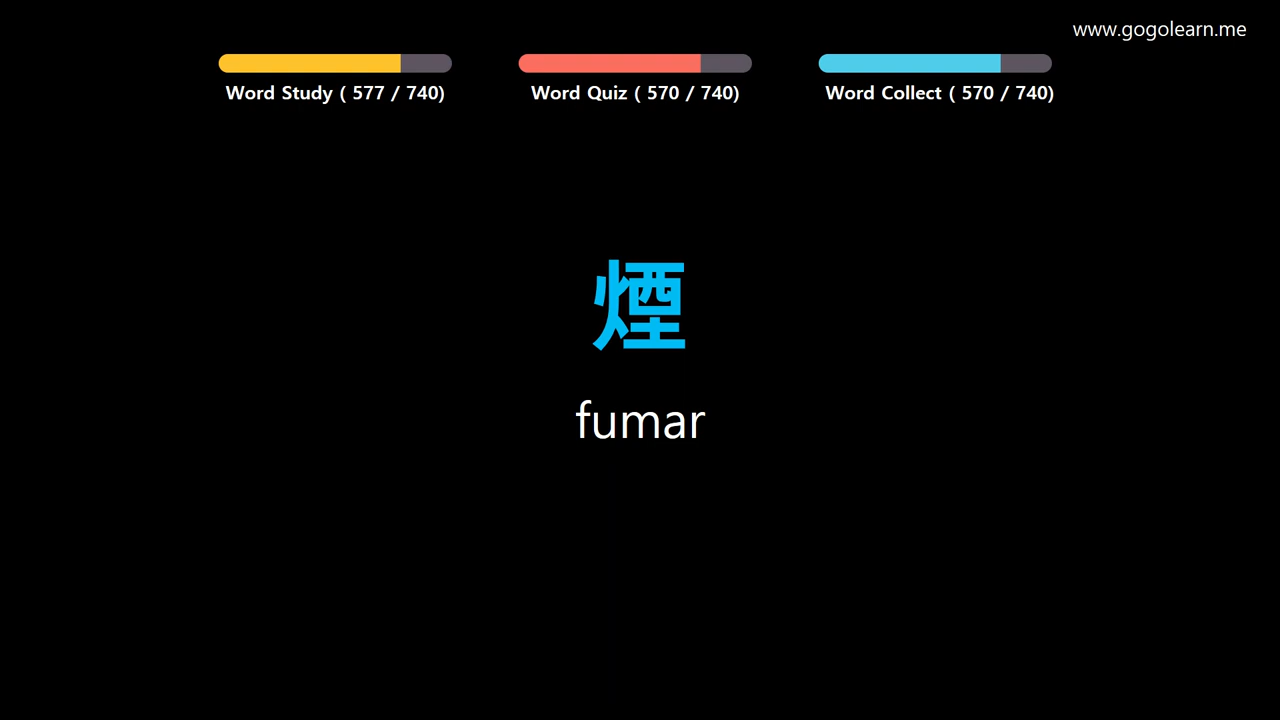 www.gogolearn.me
Word Study ( 577 / 740)
Word Quiz ( 570 / 740)
Word Collect ( 570 / 740)
煙
fumar